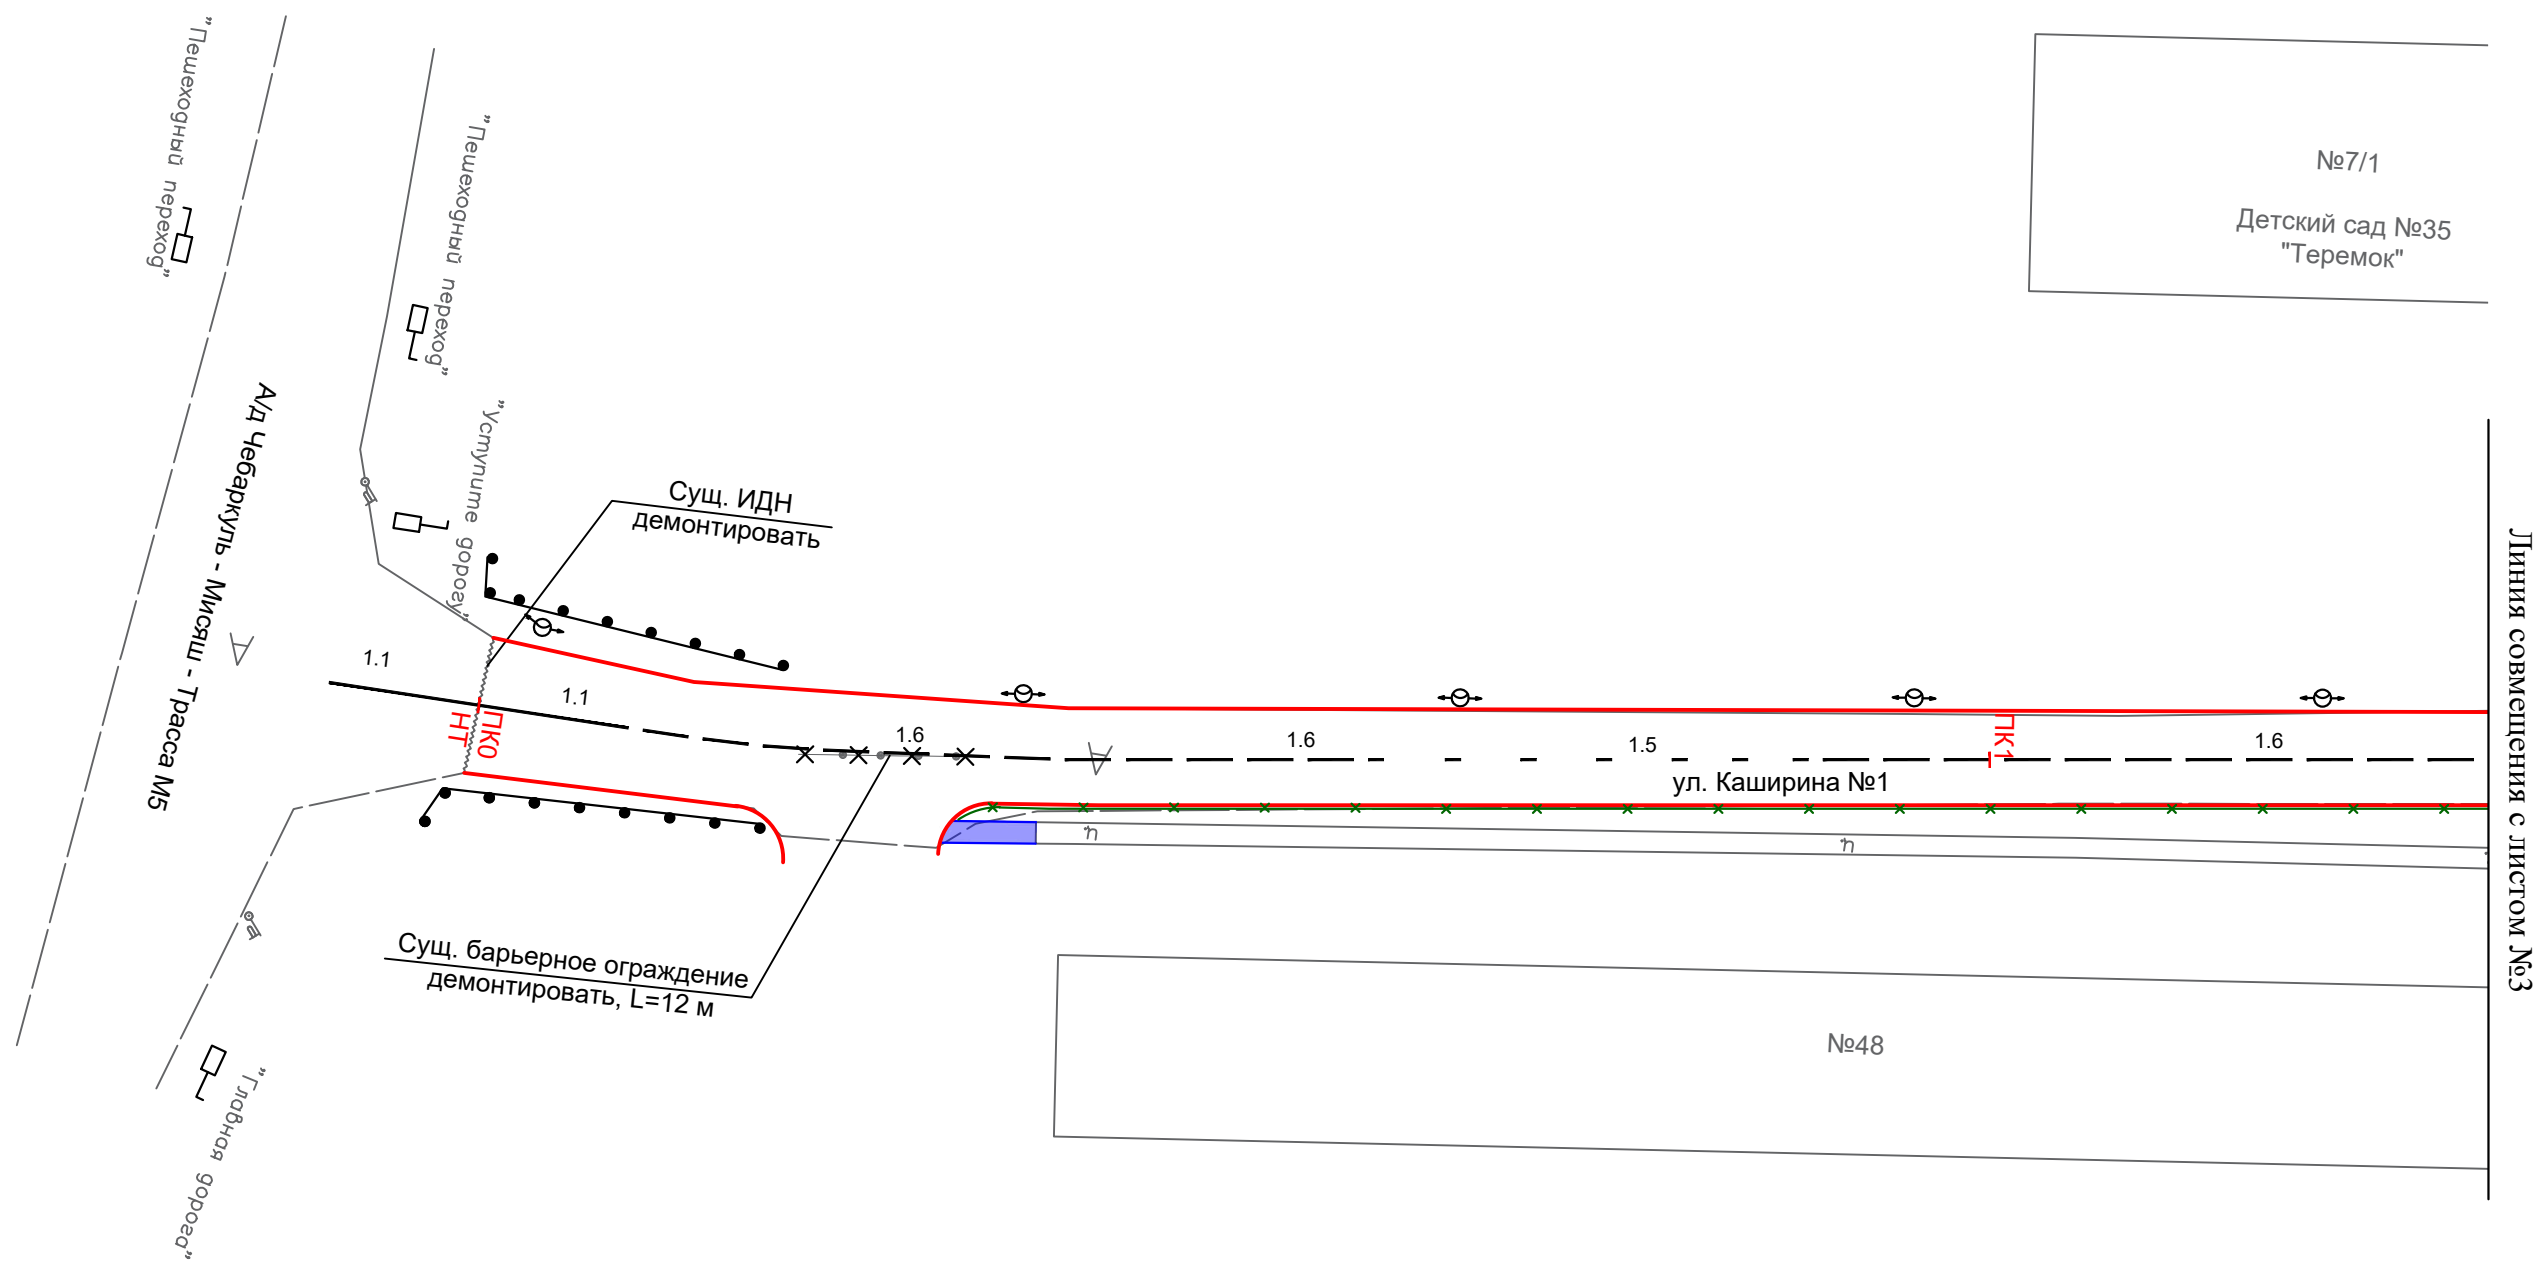 "Пешеходный переход"
"Пешеходный переход"
"Уступите дорогу"
А/д Чебаркуль - Мисяш - Трасса М5
№7/1
Детский сад №35
"Теремок"
Сущ. ИДН
демонтировать
1.1
1.1
НТ
ПК0
1.6
1.6
1.5
ПК1
1.6
ул. Каширина №1
ц.
ц.
Линия совмещения с листом №3
Сущ. барьерное ограждение
демонтировать, L=12 м
№48
"Главная дорога"